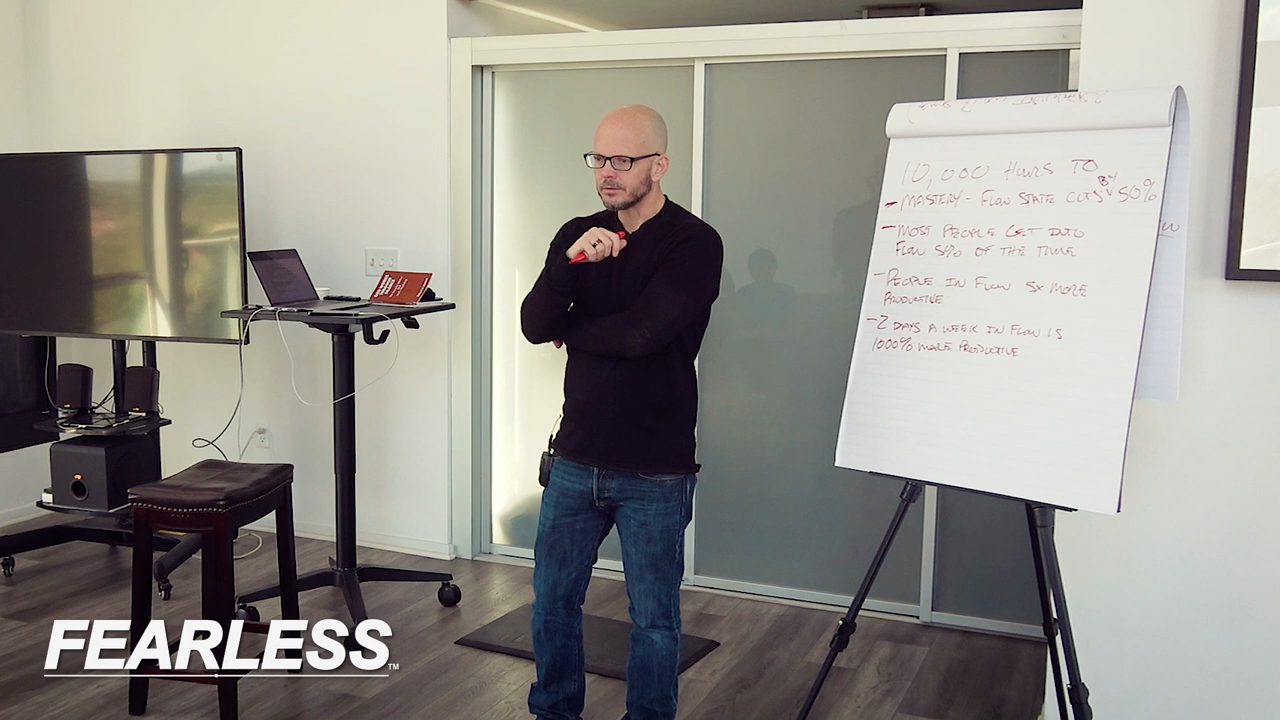 10,000 HOURS TO
- MASTERY - FLOW STATE CUTS BY 50%
- MOST PEOPLE GET INTO
FLOW 5% OF THE TIME
- PEOPLE IN FLOW 5X MORE
PRODUCTIVE
- 2 DAYS A WEEK IN FLOW IS
1000% MORE PRODUCTIVE
FEARLESS™